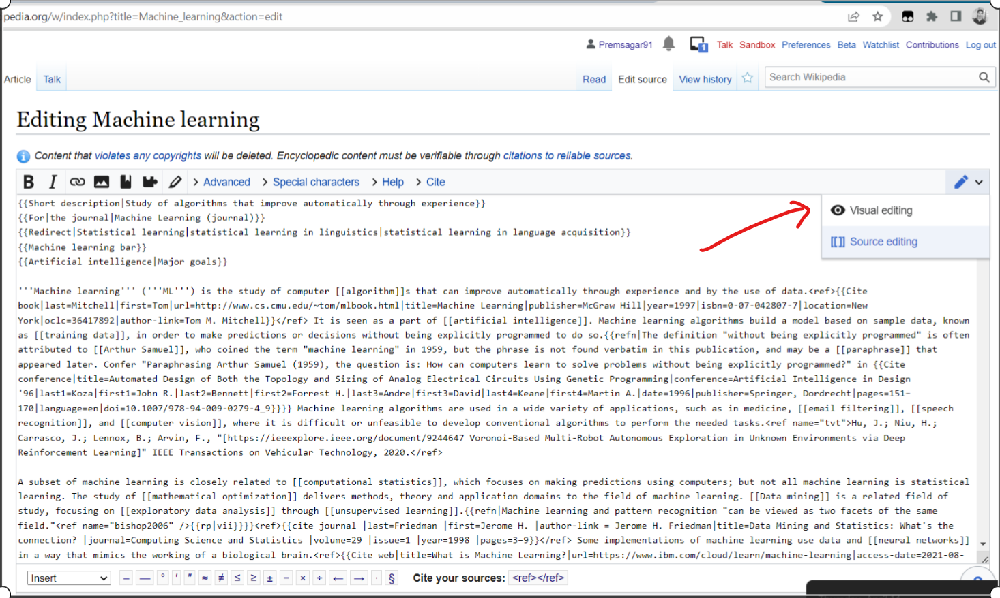 pedia.org/w/index.php?title=Machine_learning&action=edit
Premsagar91 1 Talk Sandbox Preferences Beta Watchlist Contributions Log out
Article Talk Read Edit source View history Search Wikipedia
Editing Machine learning
Content that violates any copyrights will be deleted. Encyclopedic content must be verifiable through citations to reliable sources.
B I > Advanced > Special characters > Help > Cite
Visual editing
[[]] Source editing
{{Short description|Study of algorithms that improve automatically through experience}}
{{For|the journal|Machine Learning (journal)}}
{{Redirect|Statistical learning|statistical learning in linguistics|statistical learning in language acquisition}}
{{Machine learning bar}}
{{Artificial intelligence|Major goals}}
'''Machine learning''' ('''ML''') is the study of computer [[algorithm]]s that can improve automatically through experience and by the use of data.<ref>{{Cite
book|last=Mitchell|first=Tom|url=http://www.cs.cmu.edu/~tom/mlbook.html|title=Machine Learning|publisher=McGraw Hill|year=1997|isbn=0-07-042807-7|location=New
York|oclc=36417892|author-link=Tom M. Mitchell}}</ref> It is seen as a part of [[artificial intelligence]]. Machine learning algorithms build a model based on sample data, known
as [[training data]], in order to make predictions or decisions without being explicitly programmed to do so.{{refn|The definition "without being explicitly programmed" is often
attributed to [[Arthur Samuel]], who coined the term "machine learning" in 1959, but the phrase is not found verbatim in this publication, and may be a [[paraphrase]] that
appeared later. Confer "Paraphrasing Arthur Samuel (1959), the question is: How can computers learn to solve problems without being explicitly programmed?" in {{Cite
conference|title=Automated Design of Both the Topology and Sizing of Analog Electrical Circuits Using Genetic Programming|conference=Artificial Intelligence in Design
'96|last1=Koza|first1=John R.|last2=Bennett|first2=Forrest H.|last3=Andre|first3=David|last4=Keane|first4=Martin A.|date=1996|publisher=Springer, Dordrecht|pages=151–
170|language=en|doi=10.1007/978-94-009-0279-4_9}}}} Machine learning algorithms are used in a wide variety of applications, such as in medicine, [[email filtering]], [[speech
recognition]], and [[computer vision]], where it is difficult or unfeasible to develop conventional algorithms to perform the needed tasks.<ref name="tvt">Hu, J.; Niu, H.;
Carrasco, J.; Lennox, B.; Arvin, F., "[https://ieeexplore.ieee.org/document/9244647 Voronoi-Based Multi-Robot Autonomous Exploration in Unknown Environments via Deep
Reinforcement Learning]" IEEE Transactions on Vehicular Technology, 2020.</ref>
A subset of machine learning is closely related to [[computational statistics]], which focuses on making predictions using computers; but not all machine learning is statistical
learning. The study of [[mathematical optimization]] delivers methods, theory and application domains to the field of machine learning. [[Data mining]] is a related field of
study, focusing on [[exploratory data analysis]] through [[unsupervised learning]].{{refn|Machine learning and pattern recognition "can be viewed as two facets of the same
field."<ref name="bishop2006" />{{rp|vii}}}}<ref>{{cite journal |last=Friedman |first=Jerome H. |author-link = Jerome H. Friedman|title=Data Mining and Statistics: What's the
connection? |journal=Computing Science and Statistics |volume=29 |issue=1 |year=1998 |pages=3–9}}</ref> Some implementations of machine learning use data and [[neural networks]]
in a way that mimics the working of a biological brain.<ref>{{Cite web|title=What is Machine Learning?|url=https://www.ibm.com/cloud/learn/machine-learning|access-date=2021-08-
Insert – — ° ′ ″ ≈ ≠ ≤ ≥ ± − × ÷ ← → · § Cite your sources: <ref></ref>